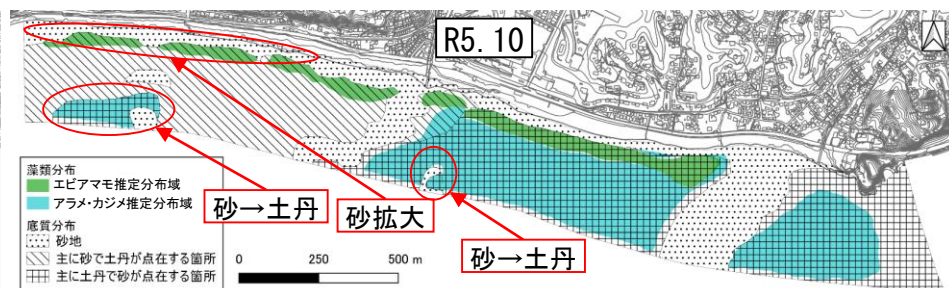 R5.10
藻類分布
エビアマモ推定分布域
アラメ・カジメ推定分布域
底質分布
砂地
主に砂で土丹が点在する箇所
主に土丹で砂が点在する箇所
0 250 500 m
砂→土丹
砂拡大
砂→土丹